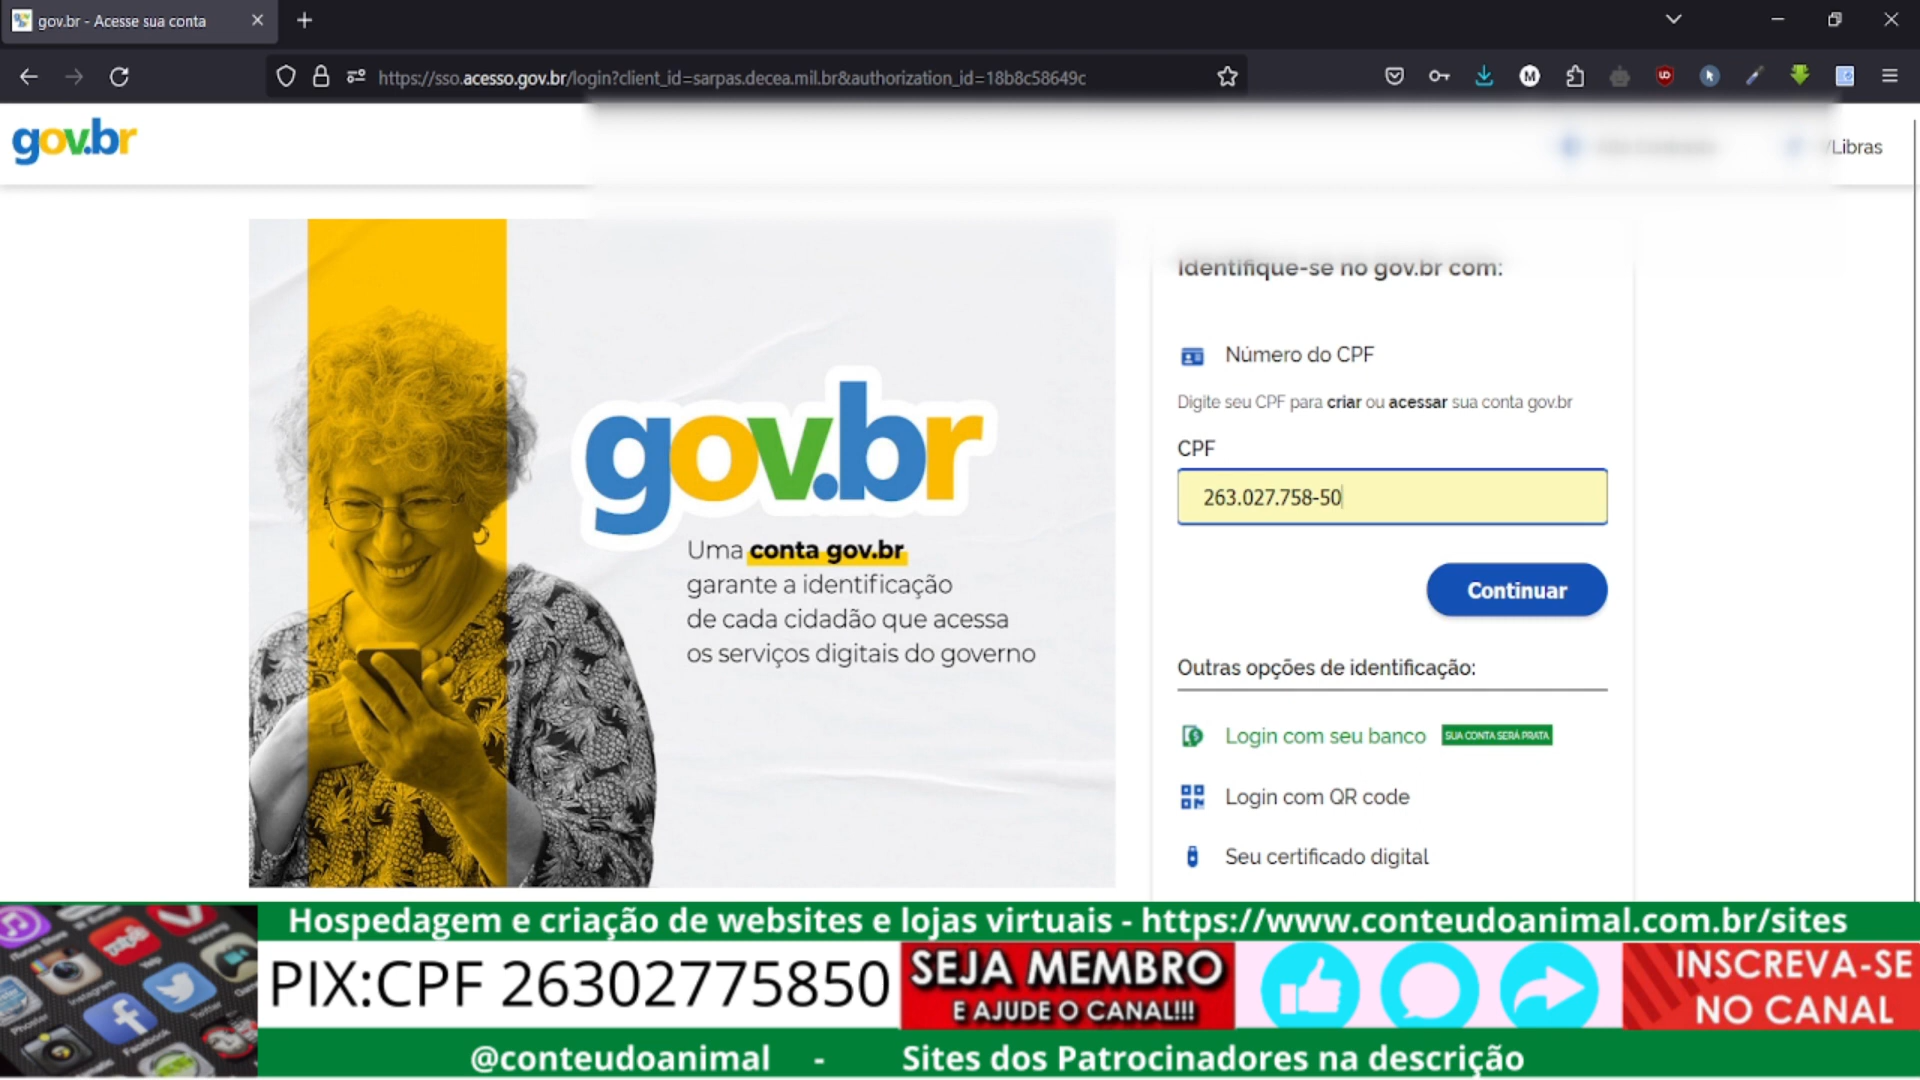 gov.br - Acesse sua conta
https://sso.acesso.gov.br/login?client_id=sarpas.decea.mil.br&authorization_id=18b8c58649c
gov.br
/Libras
Identifique-se no gov.br com:
Número do CPF
Digite seu CPF para criar ou acessar sua conta gov.br
CPF
263.027.758-50
Continuar
Outras opções de identificação:
Login com seu banco SUA CONTA SERÁ PRATA
Login com QR code
Seu certificado digital
gov.br
Uma conta gov.br
garante a identificação
de cada cidadão que acessa
os serviços digitais do governo
Hospedagem e criação de websites e lojas virtuais - https://www.conteudoanimal.com.br/sites
PIX:CPF 26302775850
SEJA MEMBRO
E AJUDE O CANAL!!!
INSCREVA-SE
NO CANAL
@conteudoanimal - Sites dos Patrocinadores na descrição